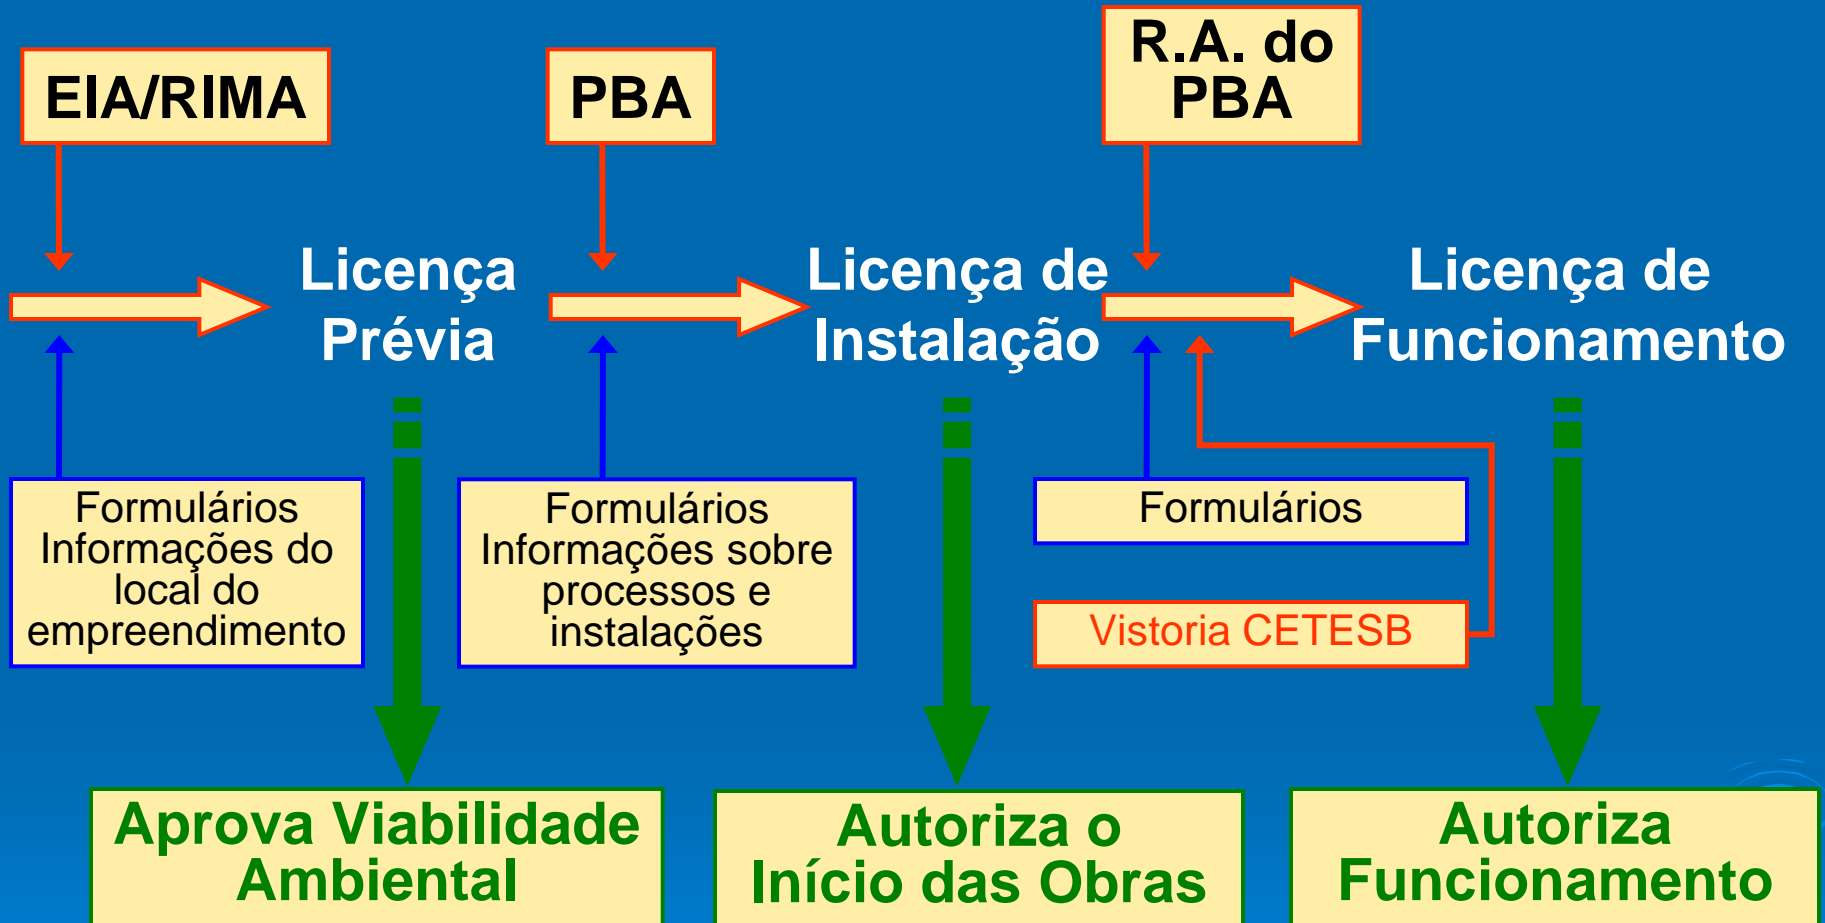 EIA/RIMA
PBA
R.A. do
PBA
Licença
Prévia
Licença de
Instalação
Licença de
Funcionamento
Formulários
Informações do
local do
empreendimento
Formulários
Informações sobre
processos e
instalações
Formulários
Vistoria CETESB
Aprova Viabilidade
Ambiental
Autoriza o
Início das Obras
Autoriza
Funcionamento